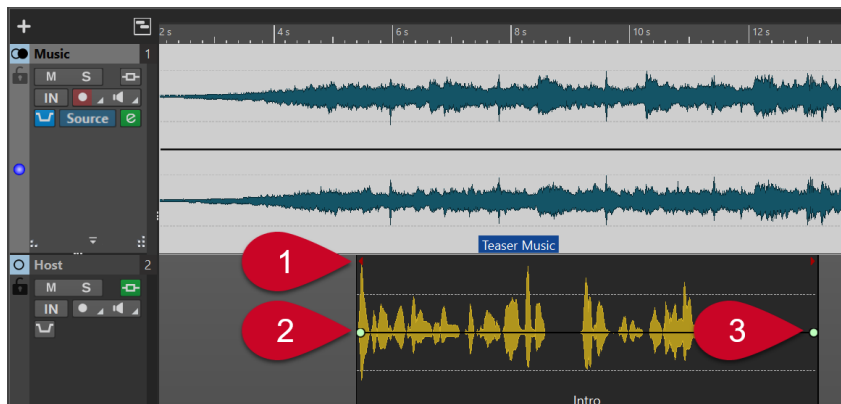 2 s 4 s 6 s 8 s 10 s 12 s
Music 1
M S
IN
Source e
Teaser Music
Host 2
M S
IN
1
2
3
Intro